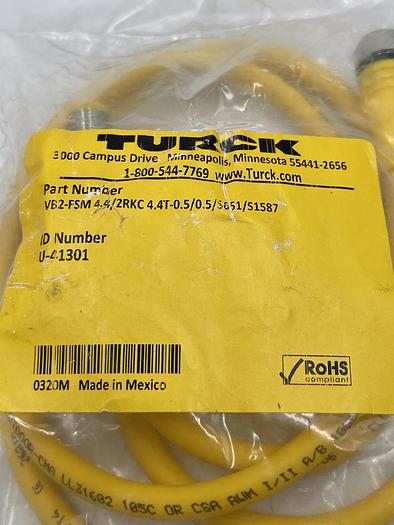 TURCK
3000 Campus Drive Minneapolis, Minnesota 55441-2656
1-800-544-7769 www.Turck.com
Part Number
VB2-FSM 4.4/2RKC 4.4T-0.5/0.5/S651/S1587
ID Number
U-41301
RoHS
compliant
0320M Made in Mexico
LL31602 105C OR CSA AWM I/II A/B